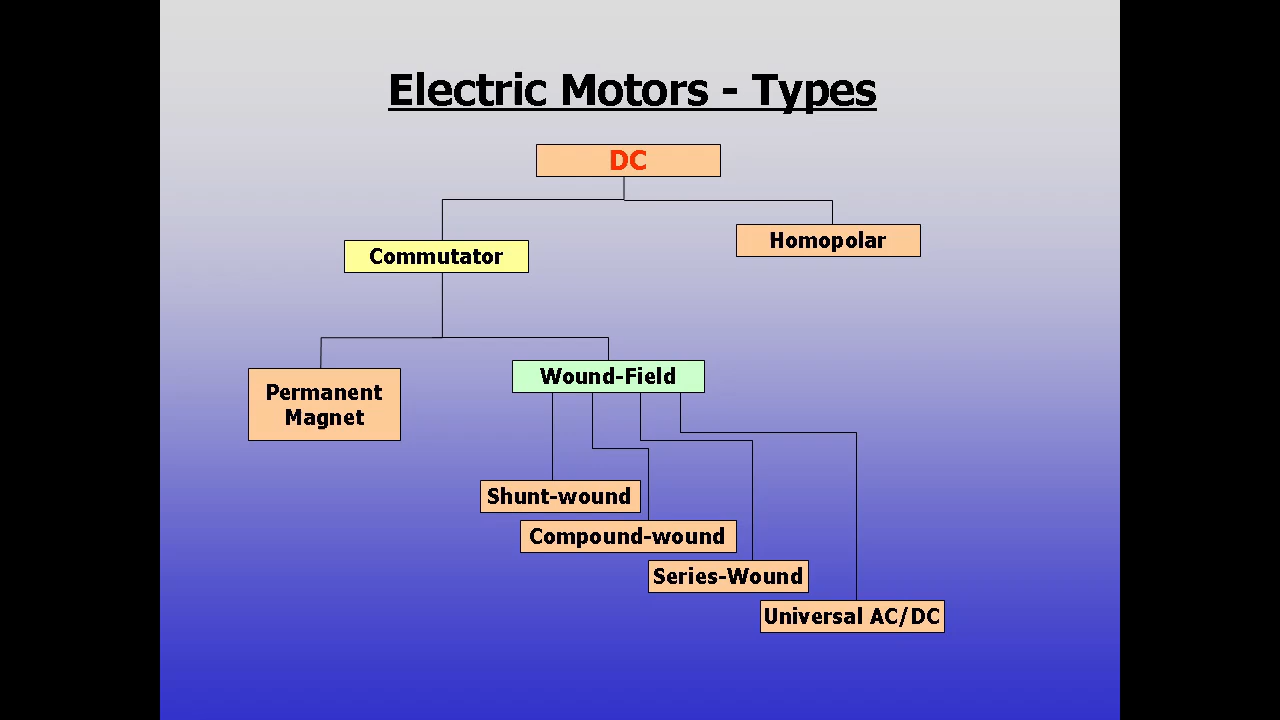 Electric Motors - Types
DC
Homopolar
Commutator
Permanent
Magnet
Wound-Field
Shunt-wound
Compound-wound
Series-Wound
Universal AC/DC